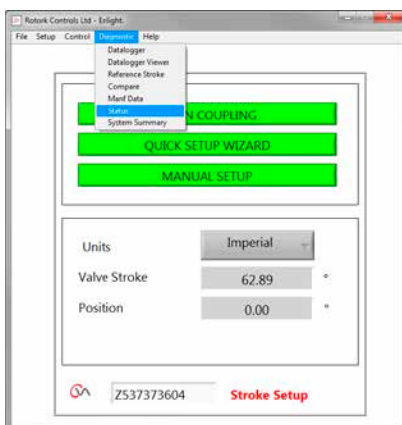 Rotork Controls Ltd - Enlight.
File Setup Control Diagnostic Help
Datalogger
Datalogger Viewer
Reference Stroke
Compare
Manf Data
Status
System Summary
N COUPLING
QUICK SETUP WIZARD
MANUAL SETUP
Units Imperial
Valve Stroke 62.89 °
Position 0.00 °
Z537373604 Stroke Setup